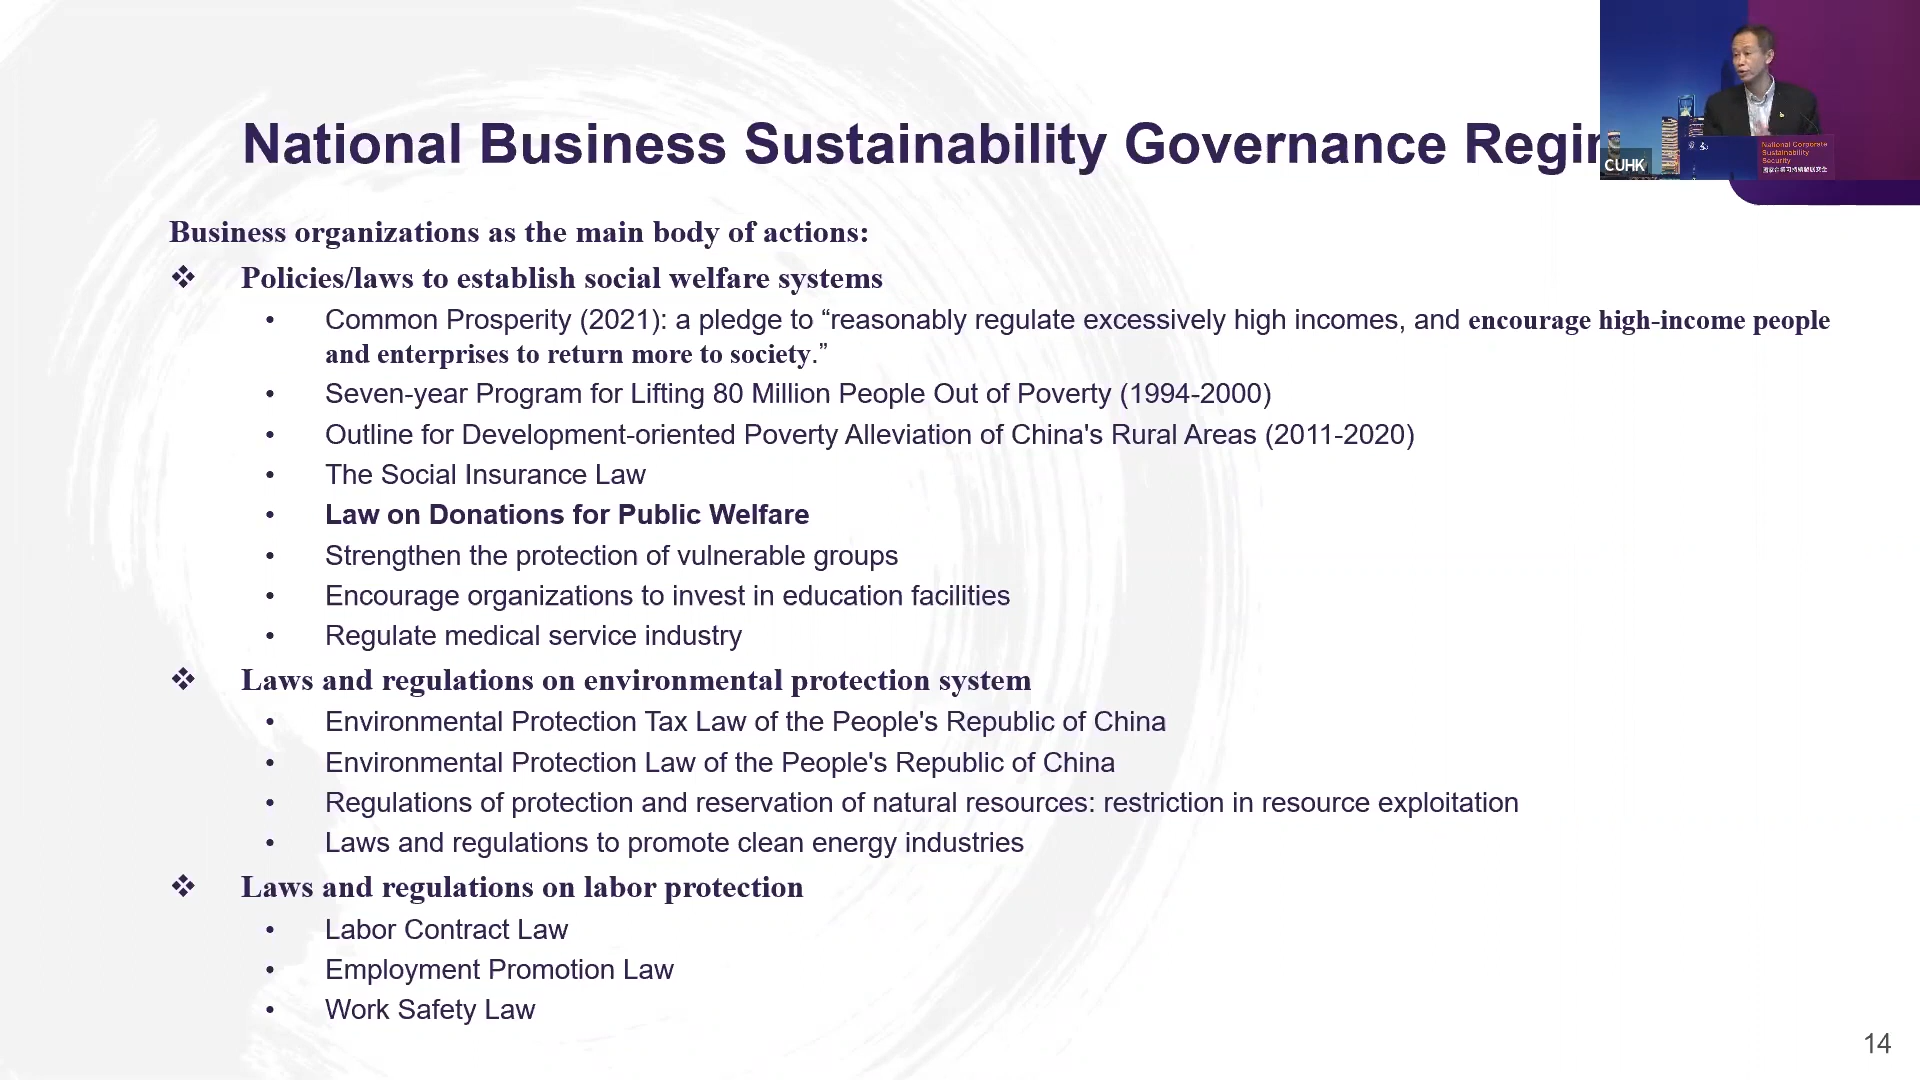 National Business Sustainability Governance Regim
CUHK
National Corporate
Sustainability
Security
Business organizations as the main body of actions:
❖ Policies/laws to establish social welfare systems
• Common Prosperity (2021): a pledge to “reasonably regulate excessively high incomes, and encourage high-income people
and enterprises to return more to society.”
• Seven-year Program for Lifting 80 Million People Out of Poverty (1994-2000)
• Outline for Development-oriented Poverty Alleviation of China's Rural Areas (2011-2020)
• The Social Insurance Law
• Law on Donations for Public Welfare
• Strengthen the protection of vulnerable groups
• Encourage organizations to invest in education facilities
• Regulate medical service industry
❖ Laws and regulations on environmental protection system
• Environmental Protection Tax Law of the People's Republic of China
• Environmental Protection Law of the People's Republic of China
• Regulations of protection and reservation of natural resources: restriction in resource exploitation
• Laws and regulations to promote clean energy industries
❖ Laws and regulations on labor protection
• Labor Contract Law
• Employment Promotion Law
• Work Safety Law
14